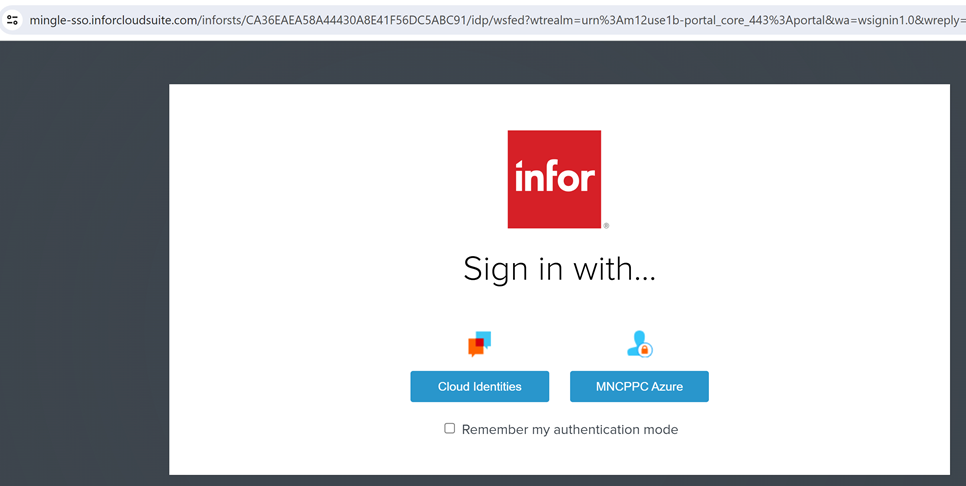 mingle-sso.inforcloudsuite.com/inforsts/CA36EAEA58A44430A8E41F56DC5ABC91/idp/wsfed?wtrealm=urn%3Am12use1b-portal_core_443%3Aportal&wa=wsignin1.0&wreply=
infor
®
Sign in with...
Cloud Identities
MNCPPC Azure
Remember my authentication mode